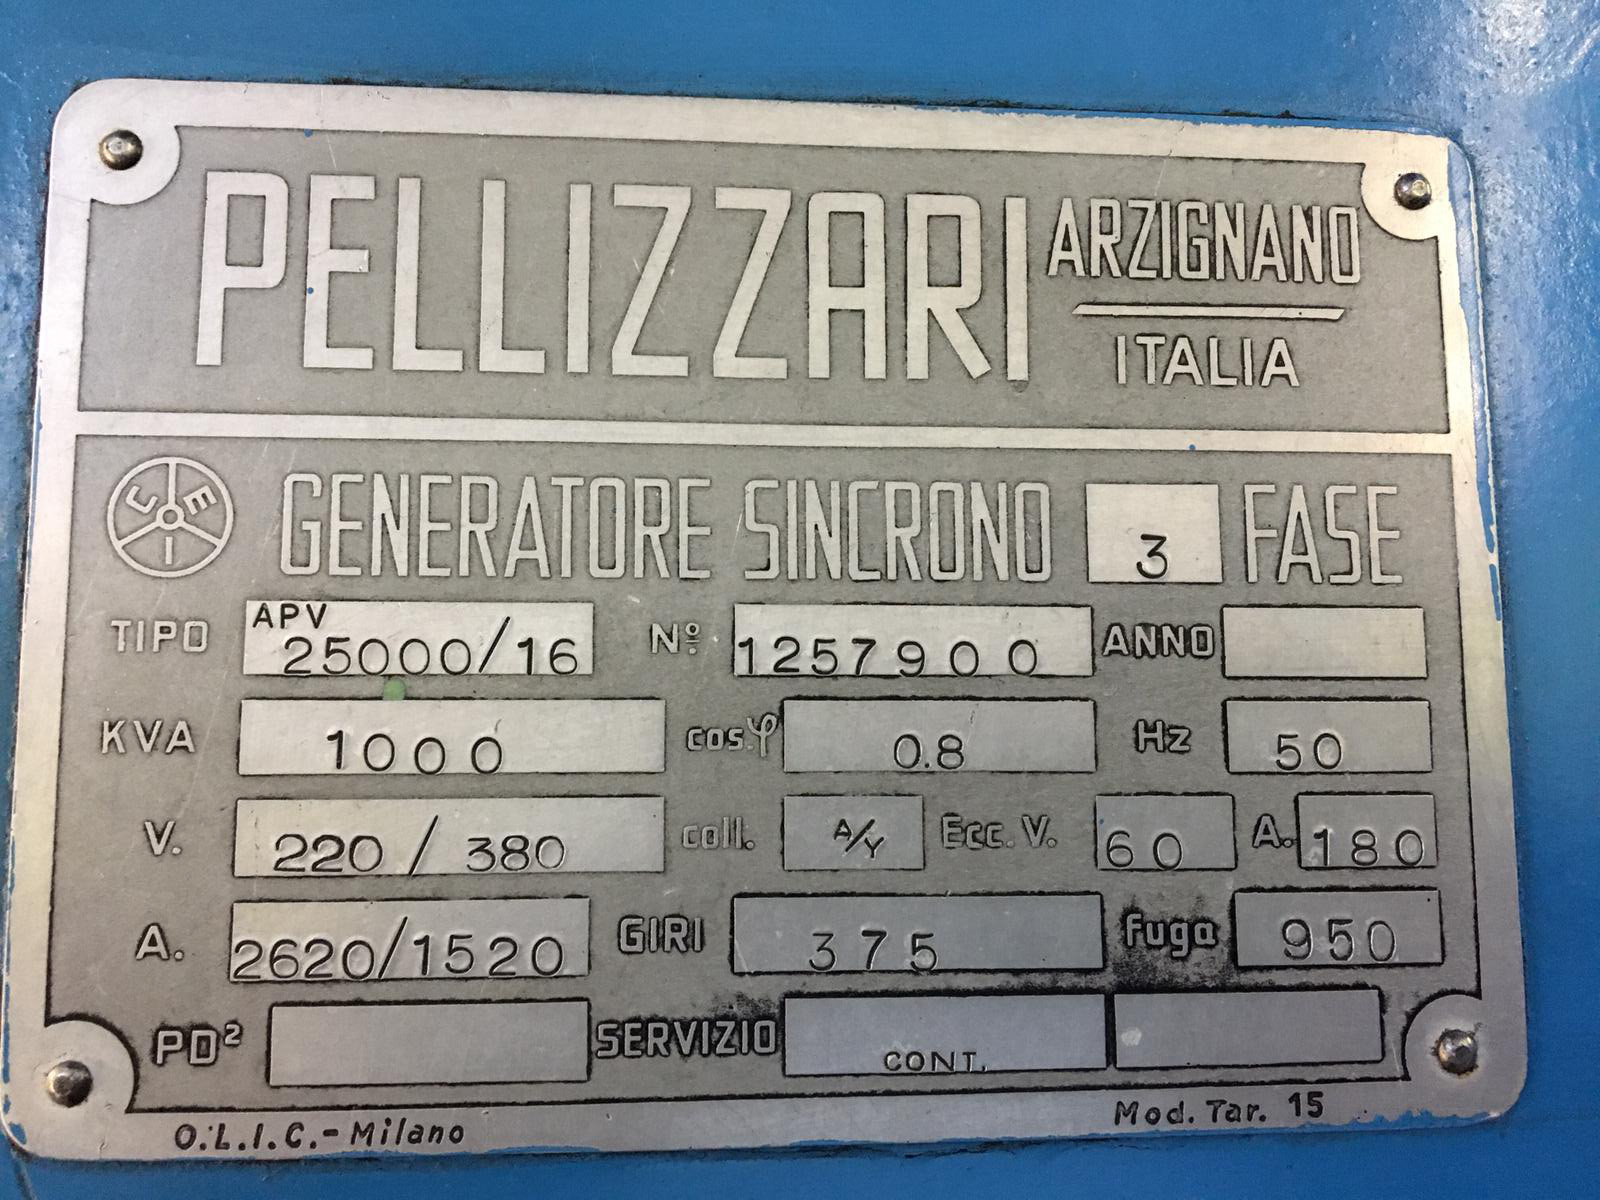 PELLIZZARI ARZIGNANO
ITALIA
CEI
GENERATORE SINCRONO 3 FASE
TIPO APV 25000/16 Nº. 1257900 ANNO
KVA 1000 cos.φ 0.8 Hz 50
V. 220 / 380 coll. A/Y Ecc. V. 60 A. 180
A. 2620/1520 GIRI 375 fuga 950
PD² SERVIZIO CONT.
O.L.I.C.- Milano Mod. Tar. 15